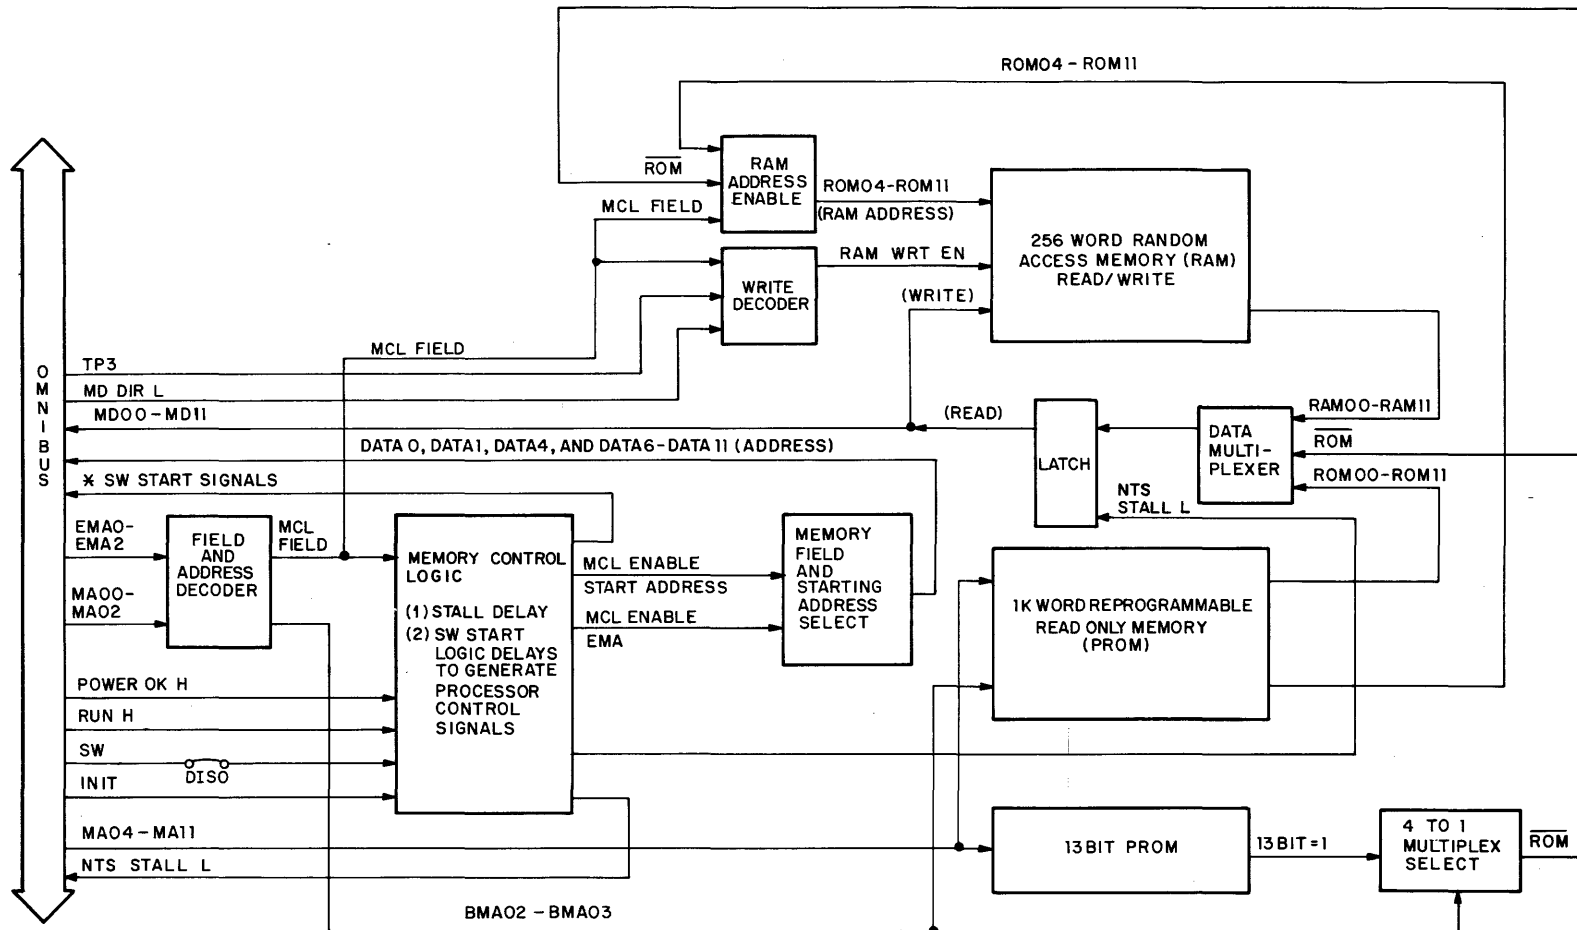 ROM04-ROM11
ROM
RAM
ADDRESS
ENABLE
ROM04-ROM11
(RAM ADDRESS)
MCL FIELD
256 WORD RANDOM
ACCESS MEMORY (RAM)
READ/WRITE
RAM WRT EN
WRITE
DECODER
(WRITE)
MCL FIELD
OMNIBUS
TP3
MD DIR L
MD00-MD11
(READ)
RAM00-RAM11
DATA
MULTI-
PLEXER
ROM
ROM00-ROM11
LATCH
NTS
STALL L
DATA 0, DATA1, DATA4, AND DATA6-DATA11 (ADDRESS)
* SW START SIGNALS
EMA0-
EMA2
FIELD
AND
ADDRESS
DECODER
MCL
FIELD
MA00-
MA02
MEMORY CONTROL
LOGIC
(1) STALL DELAY
(2) SW START
LOGIC DELAYS
TO GENERATE
PROCESSOR
CONTROL
SIGNALS
MCL ENABLE
START ADDRESS
MCL ENABLE
EMA
MEMORY
FIELD
AND
STARTING
ADDRESS
SELECT
1K WORD REPROGRAMMABLE
READ ONLY MEMORY
(PROM)
POWER OK H
RUN H
SW
DISO
INIT
MA04-MA11
NTS STALL L
13BIT PROM
13BIT=1
4 TO 1
MULTIPLEX
SELECT
ROM
BMA02-BMA03